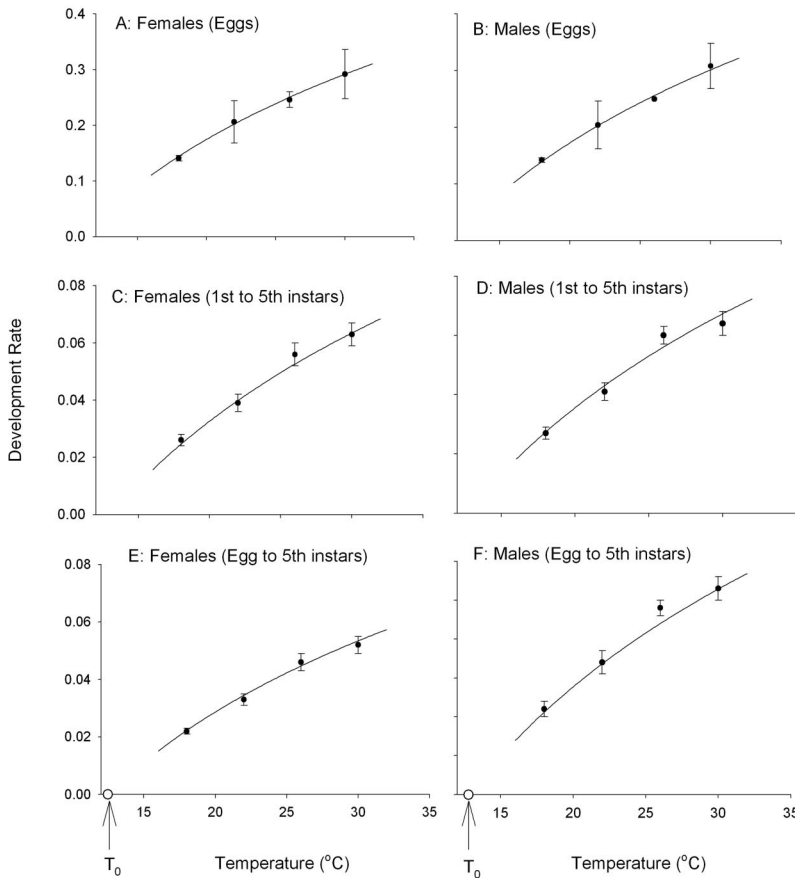 A: Females (Eggs)
B: Males (Eggs)
0.4
0.3
0.2
0.1
0.0
C: Females (1st to 5th instars)
D: Males (1st to 5th instars)
0.08
0.06
0.04
0.02
0.00
Development Rate
E: Females (Egg to 5th instars)
F: Males (Egg to 5th instars)
0.08
0.06
0.04
0.02
0.00
15 20 25 30 35
15 20 25 30 35
T0 Temperature (oC)
T0 Temperature (oC)